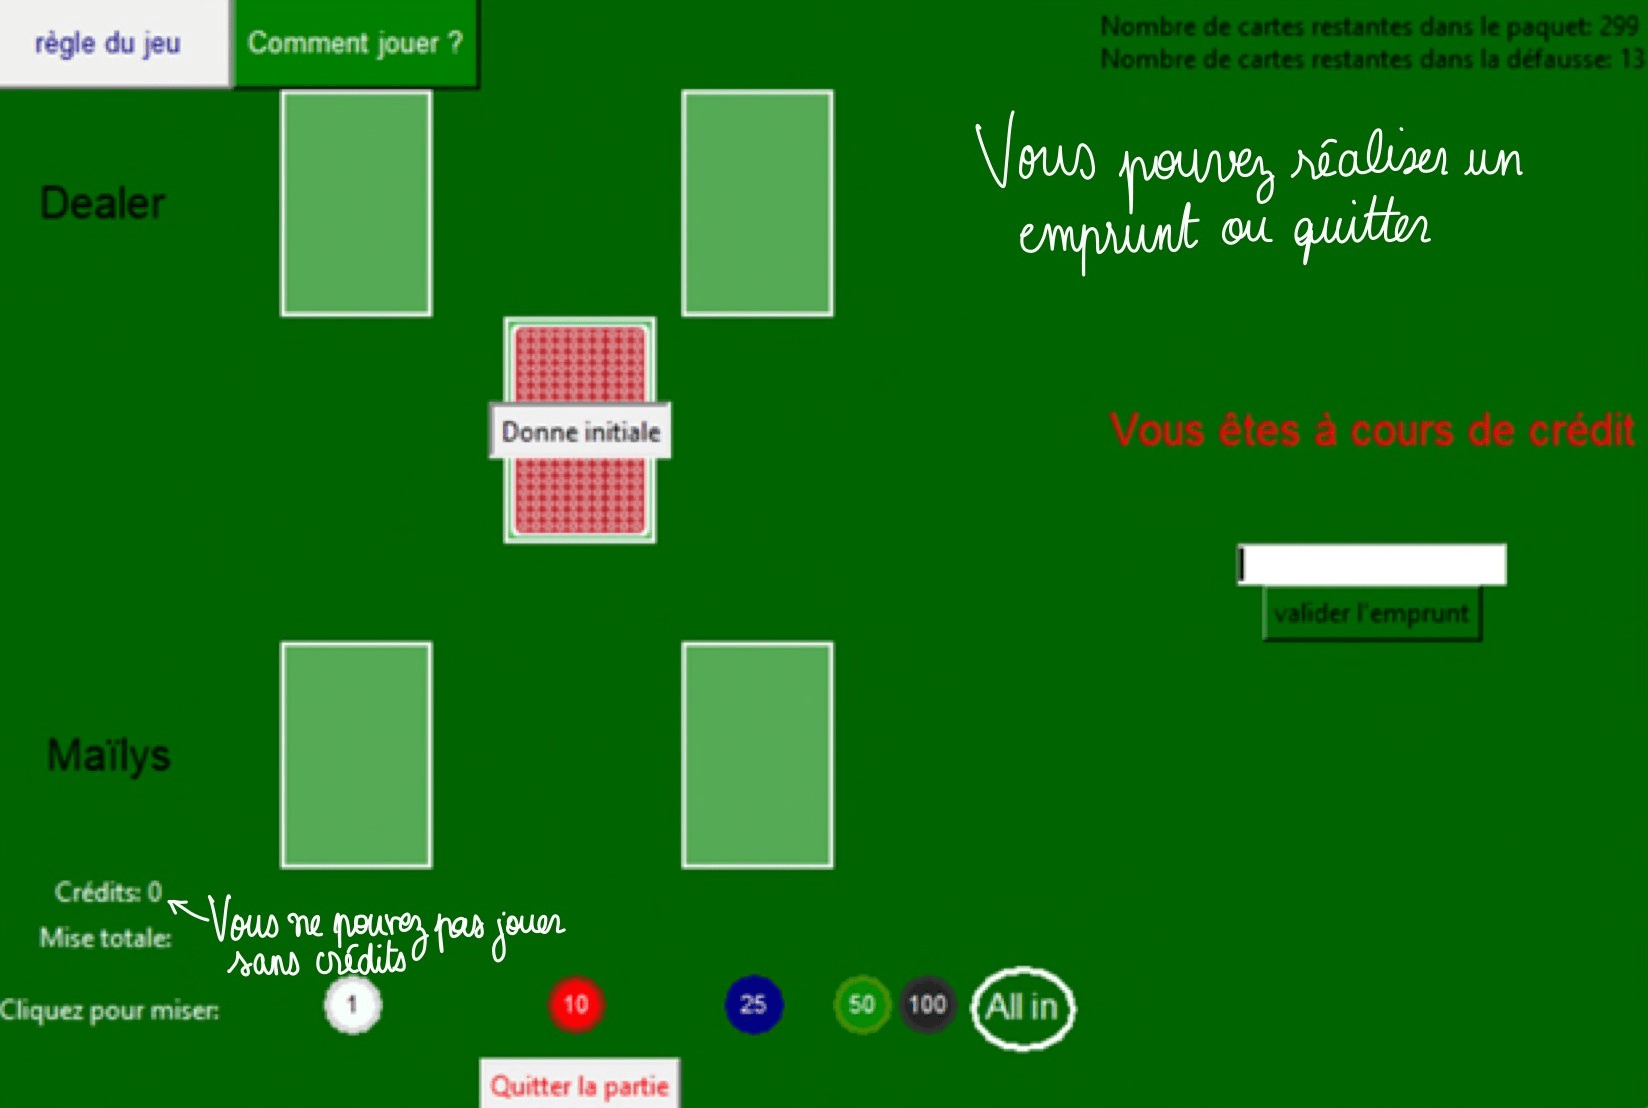 règle du jeu
Comment jouer ?
Nombre de cartes restantes dans le paquet: 299
Nombre de cartes restantes dans la défausse: 13
Vous pouvez réaliser un
emprunt ou quitter
Dealer
Donne initiale
Vous êtes à cours de crédit
valider l'emprunt
Maïlys
Crédits: 0
Vous ne pouvez pas jouer
sans crédits
Mise totale:
Cliquez pour miser:
1
10
25
50
100
All in
Quitter la partie